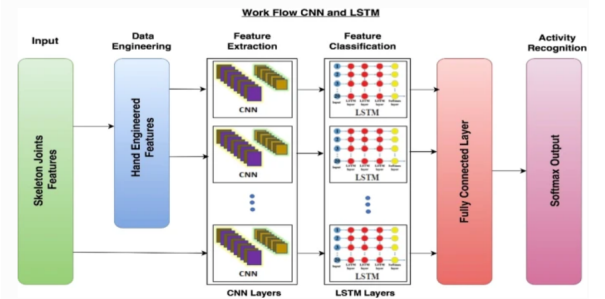 Work Flow CNN and LSTM
Input
Data
Engineering
Feature
Extraction
Feature
Classification
Activity
Recognition
Skeleton Joints
Features
Hand Engineered
Features
CNN
CNN
CNN
LSTM
LSTM
LSTM
Fully Connected Layer
Softmax Output
CNN Layers
LSTM Layers